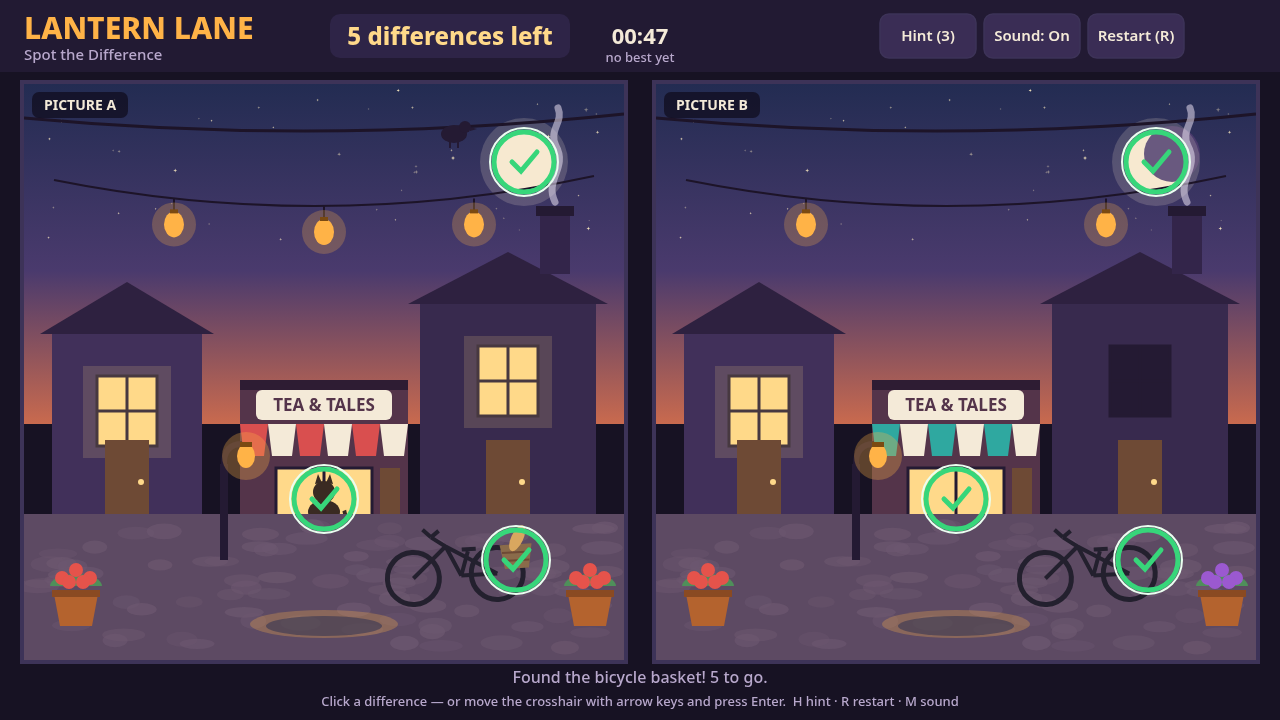 LANTERN LANE
Spot the Difference
5 differences left
00:47
no best yet
Hint (3)
Sound: On
Restart (R)
PICTURE A
PICTURE B
TEA & TALES
TEA & TALES
Found the bicycle basket! 5 to go.
Click a difference — or move the crosshair with arrow keys and press Enter. H hint · R restart · M sound